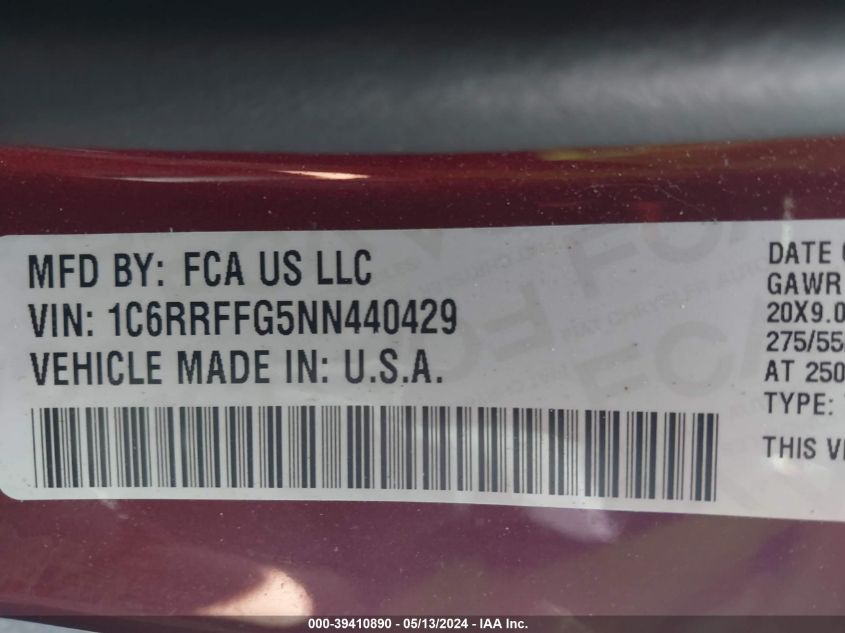 MFD BY: FCA US LLC
VIN: 1C6RRFFG5NN440429
VEHICLE MADE IN: U.S.A.
DATE
GAWR
20X9.0
275/55
AT 250
TYPE:
THIS
000-39410890 - 05/13/2024 - IAA Inc.